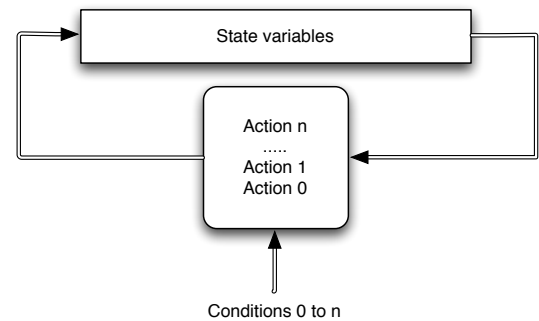 State variables
Action n
.....
Action 1
Action 0
Conditions 0 to n